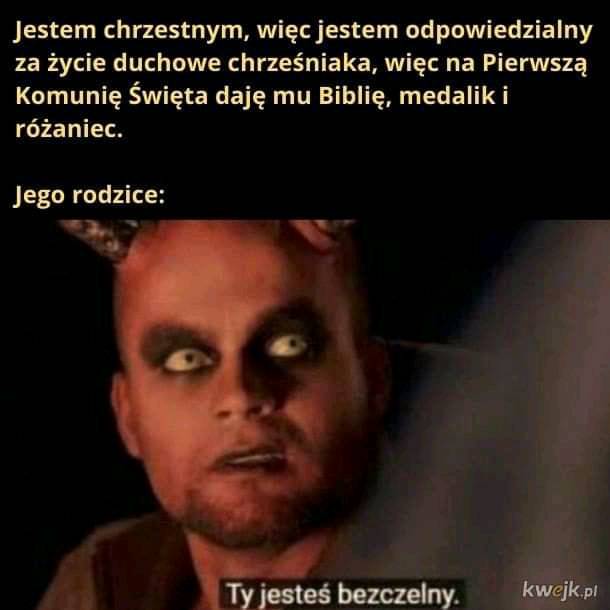 Jestem chrzestnym, więc jestem odpowiedzialny
za życie duchowe chrześniaka, więc na Pierwszą
Komunię Święta daję mu Biblię, medalik i
różaniec.
Jego rodzice:
Ty jesteś bezczelny.
kwejk.pl